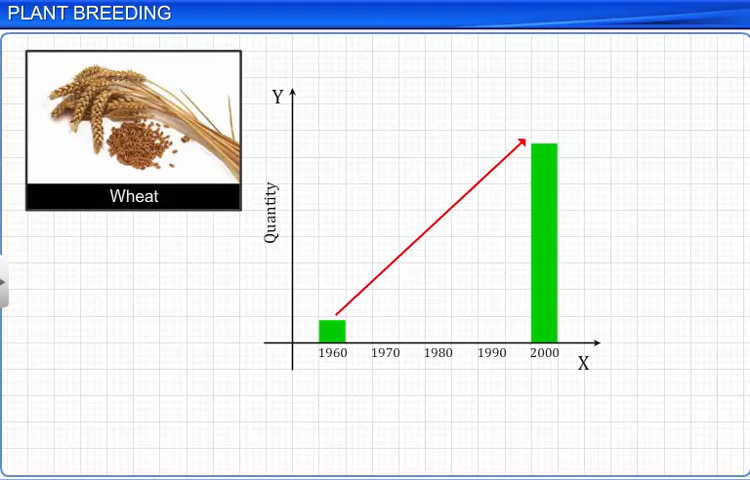 PLANT BREEDING
Wheat
Y
Quantity
1960 1970 1980 1990 2000
X